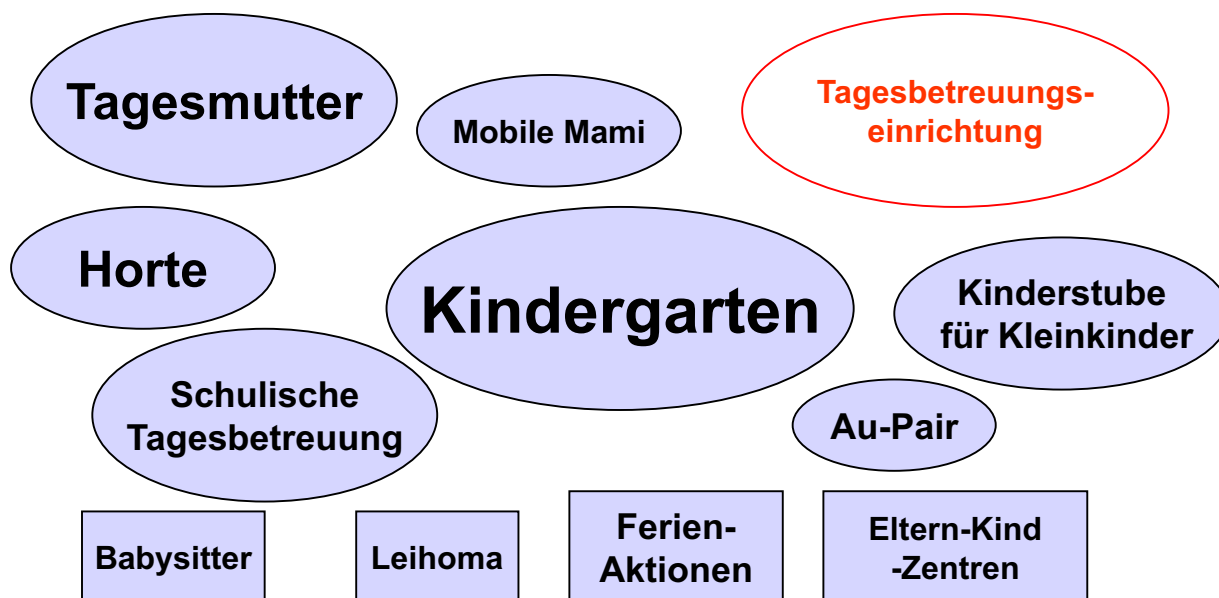 Tagesmutter
Mobile Mami
Tagesbetreuungs-
einrichtung
Horte
Kindergarten
Kinderstube
für Kleinkinder
Schulische
Tagesbetreuung
Au-Pair
Babysitter
Leihoma
Ferien-
Aktionen
Eltern-Kind
-Zentren